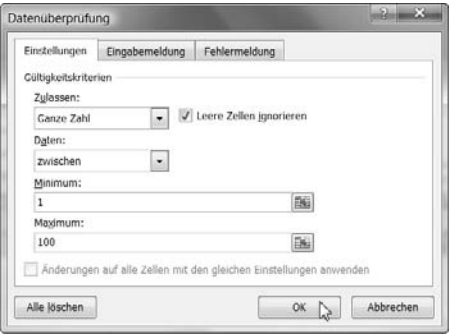 Datenüberprüfung
Einstellungen Eingabemeldung Fehlermeldung
Gültigkeitskriterien
Zulassen:
Ganze Zahl Leere Zellen ignorieren
Daten:
zwischen
Minimum:
1
Maximum:
100
Änderungen auf alle Zellen mit den gleichen Einstellungen anwenden
Alle löschen OK Abbrechen